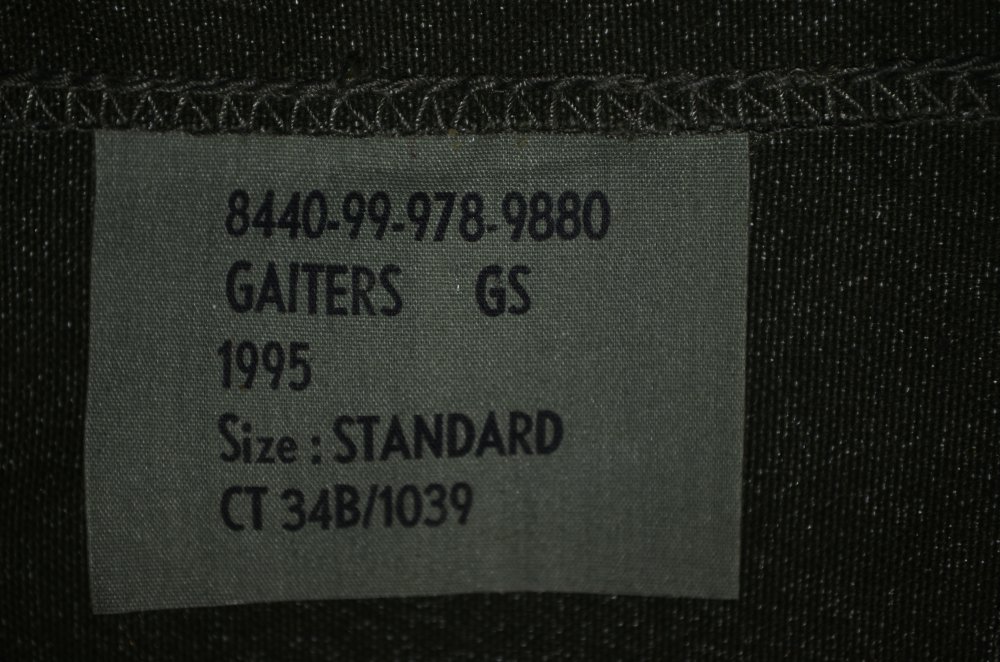 8440-99-978-9880
GAITERS GS
1995
Size : STANDARD
CT 34B/1039